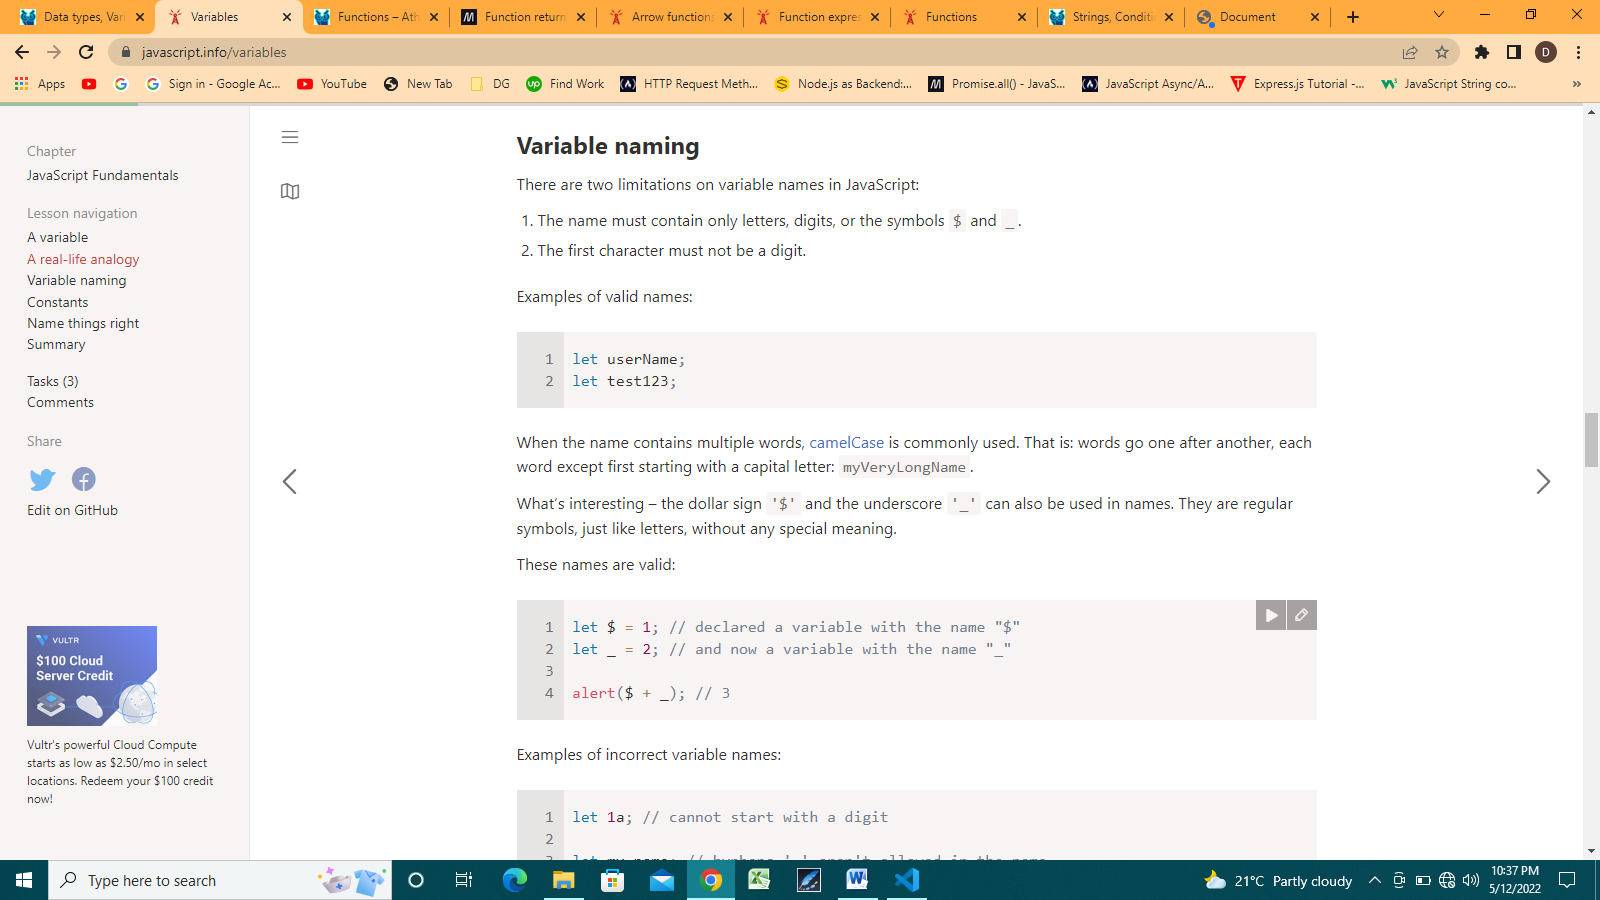 Data types, Vari
Variables
Functions – Ath
Function return
Arrow functions
Function expres
Functions
Strings, Conditi
Document
javascript.info/variables
D
Apps
Sign in - Google Ac...
YouTube
New Tab
DG
Find Work
HTTP Request Meth...
Node.js as Backend:...
Promise.all() - JavaS...
JavaScript Async/A...
Express.js Tutorial -...
JavaScript String co...
»
Chapter
JavaScript Fundamentals
Lesson navigation
A variable
A real-life analogy
Variable naming
Constants
Name things right
Summary
Tasks (3)
Comments
Share
Edit on GitHub
VULTR
$100 Cloud
Server Credit
Vultr's powerful Cloud Compute
starts as low as $2.50/mo in select
locations. Redeem your $100 credit
now!
Variable naming
There are two limitations on variable names in JavaScript:
1. The name must contain only letters, digits, or the symbols $ and _.
2. The first character must not be a digit.
Examples of valid names:
1 let userName;
2 let test123;
When the name contains multiple words, camelCase is commonly used. That is: words go one after another, each
word except first starting with a capital letter: myVeryLongName.
What’s interesting – the dollar sign '$' and the underscore '_' can also be used in names. They are regular
symbols, just like letters, without any special meaning.
These names are valid:
1 let $ = 1; // declared a variable with the name "$"
2 let _ = 2; // and now a variable with the name "_"
3
4 alert($ + _); // 3
Examples of incorrect variable names:
1 let 1a; // cannot start with a digit
2
Type here to search
21°C Partly cloudy
10:37 PM
5/12/2022